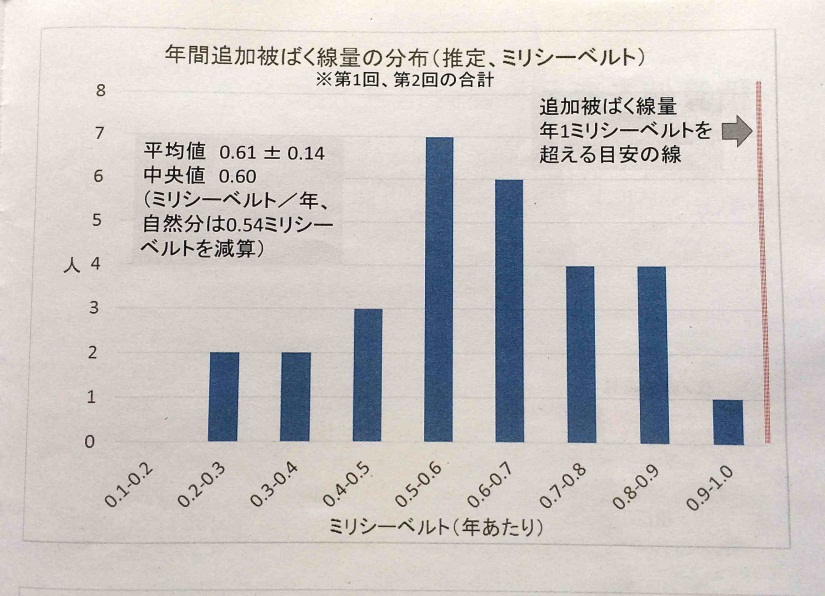 年間追加被ばく線量の分布(推定、ミリシーベルト)
※第1回、第2回の合計
8
7
6
5
4
3
2
1
0
人
追加被ばく線量
年1ミリシーベルトを
超える目安の線
平均値 0.61 ± 0.14
中央値 0.60
(ミリシーベルト/年、
自然分は0.54ミリシー
ベルトを減算)
0.1-0.2
0.2-0.3
0.3-0.4
0.4-0.5
0.5-0.6
0.6-0.7
0.7-0.8
0.8-0.9
0.9-1.0
ミリシーベルト(年あたり)